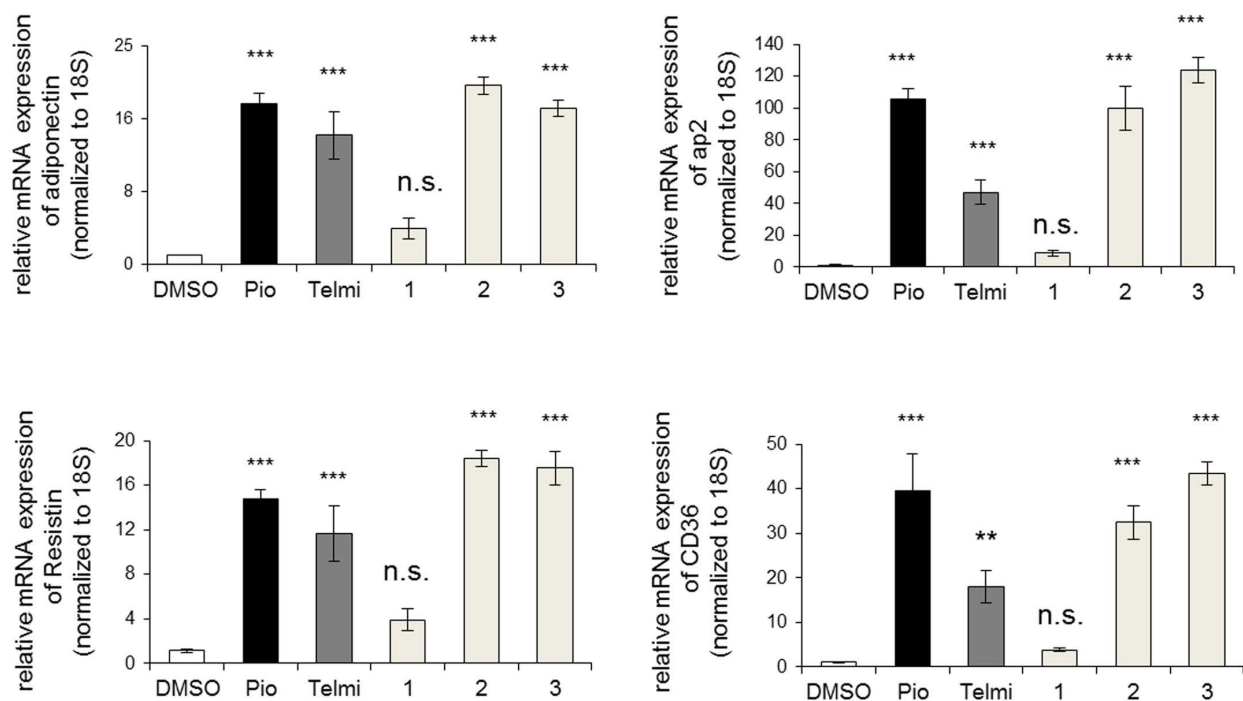 relative mRNA expression
of adiponectin
(normalized to 18S)
25
16
8
0
***
***
n.s.
***
***
DMSO Pio Telmi 1 2 3
relative mRNA expression
of ap2
(normalized to 18S)
140
120
100
80
60
40
20
0
***
***
n.s.
***
***
DMSO Pio Telmi 1 2 3
relative mRNA expression
of Resistin
(normalized to 18S)
20
16
12
8
4
0
***
***
n.s.
***
***
DMSO Pio Telmi 1 2 3
relative mRNA expression
of CD36
(normalized to 18S)
50
40
30
20
10
0
***
**
n.s.
***
***
DMSO Pio Telmi 1 2 3